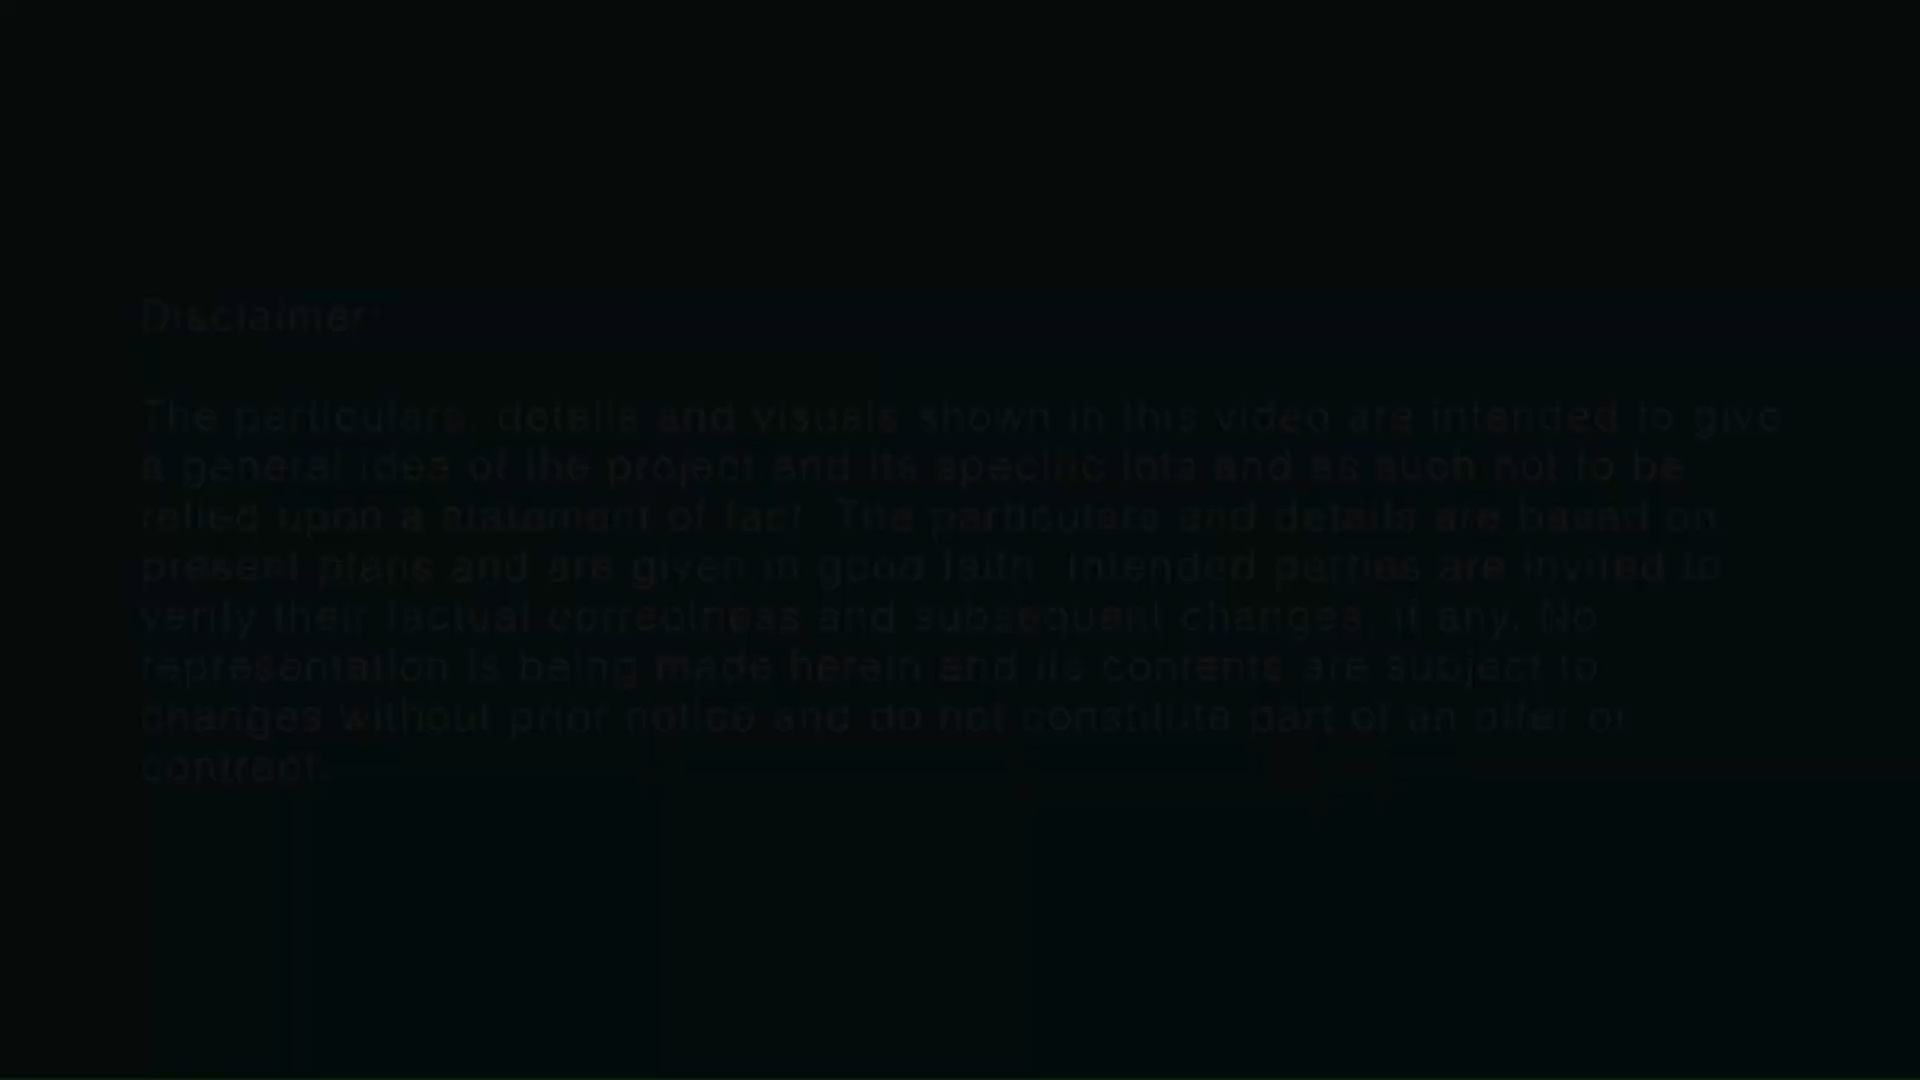 Disclaimer:
The particulars, details and visuals shown in this video are intended to give
a general idea of the project and its specific lots and as such not to be
relied upon a statement of fact. The particulars and details are based on
present plans and are given in good faith. Intended parties are invited to
verify their factual correctness and subsequent changes, if any. No
representation is being made herein and its contents are subject to
changes without prior notice and do not constitute part of an offer or
contract.